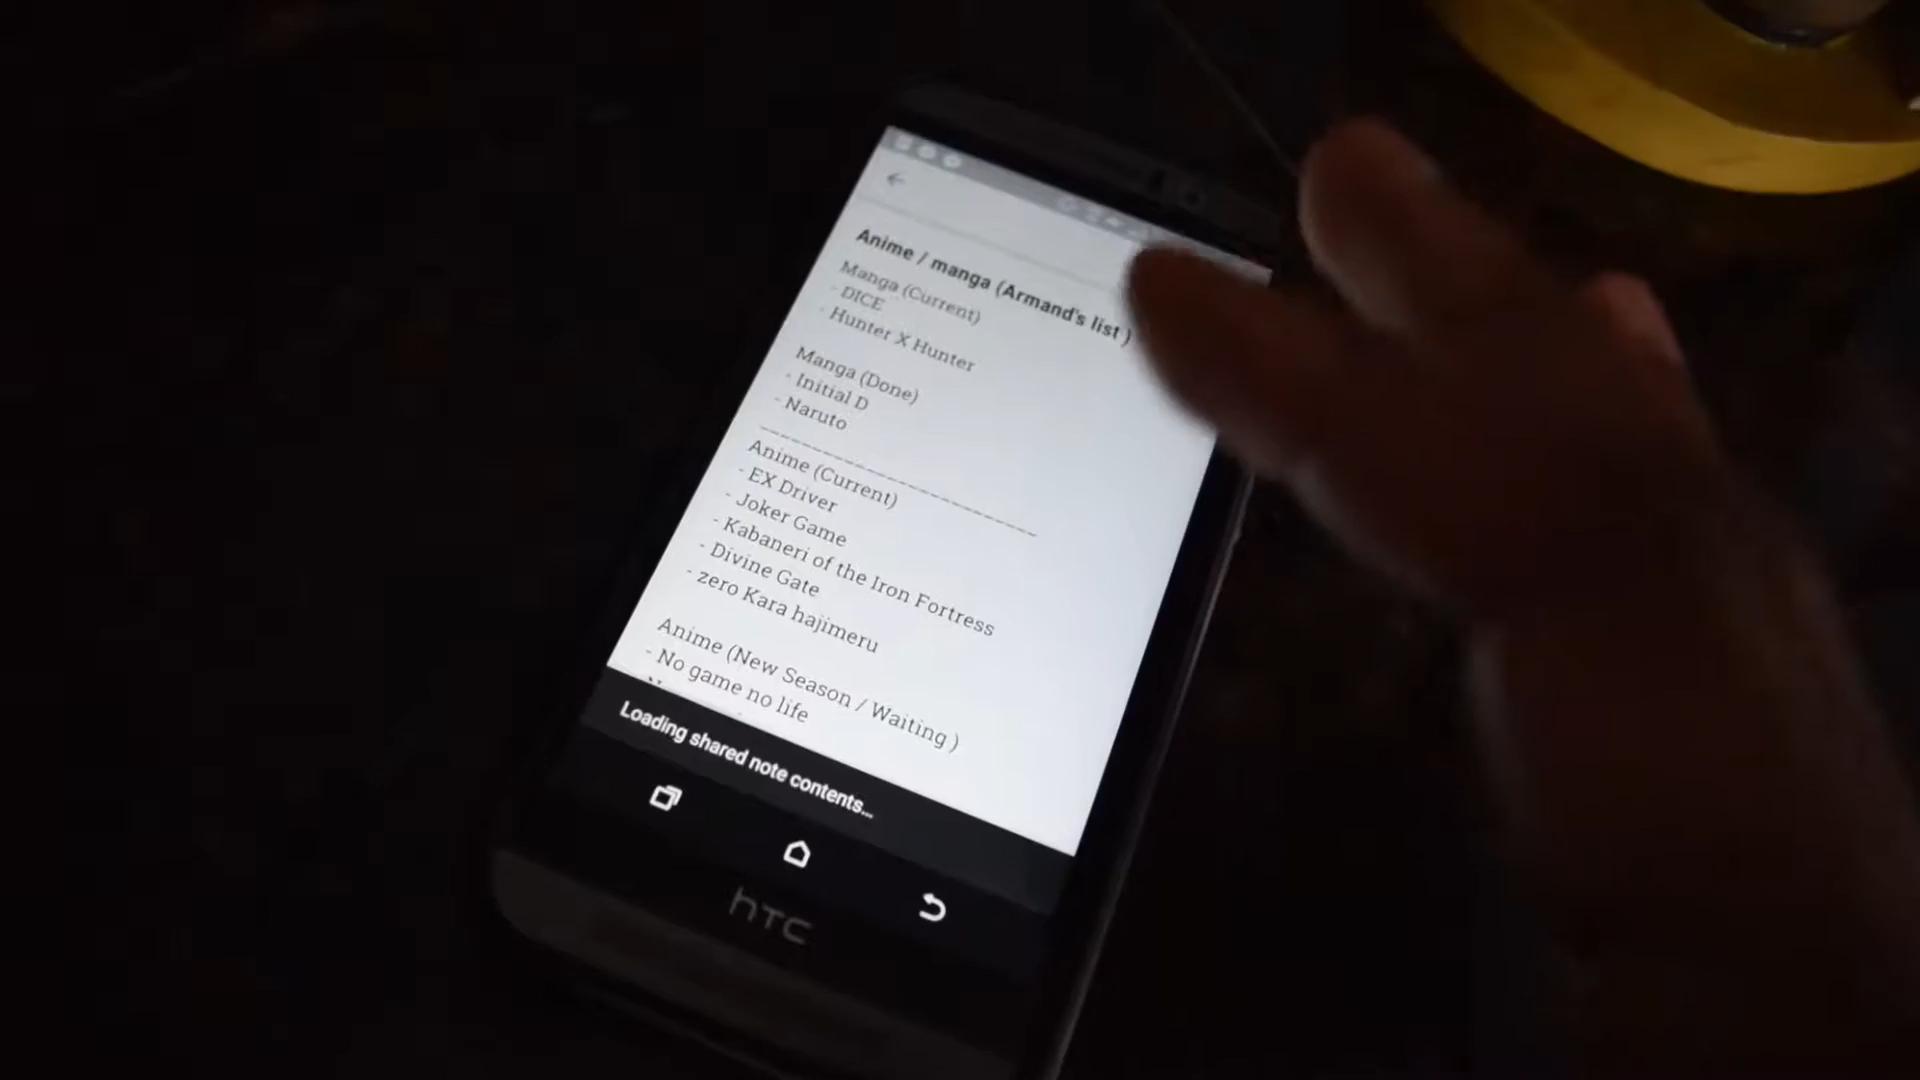 Anime / manga (Armand's list )
Manga (Current)
- DICE
- Hunter X Hunter
Manga (Done)
- Initial D
- Naruto
Anime (Current)
- EX Driver
- Joker Game
- Kabaneri of the Iron Fortress
- Divine Gate
- zero Kara hajimeru
Anime (New Season / Waiting )
- No game no life
Loading shared note contents...
hTC